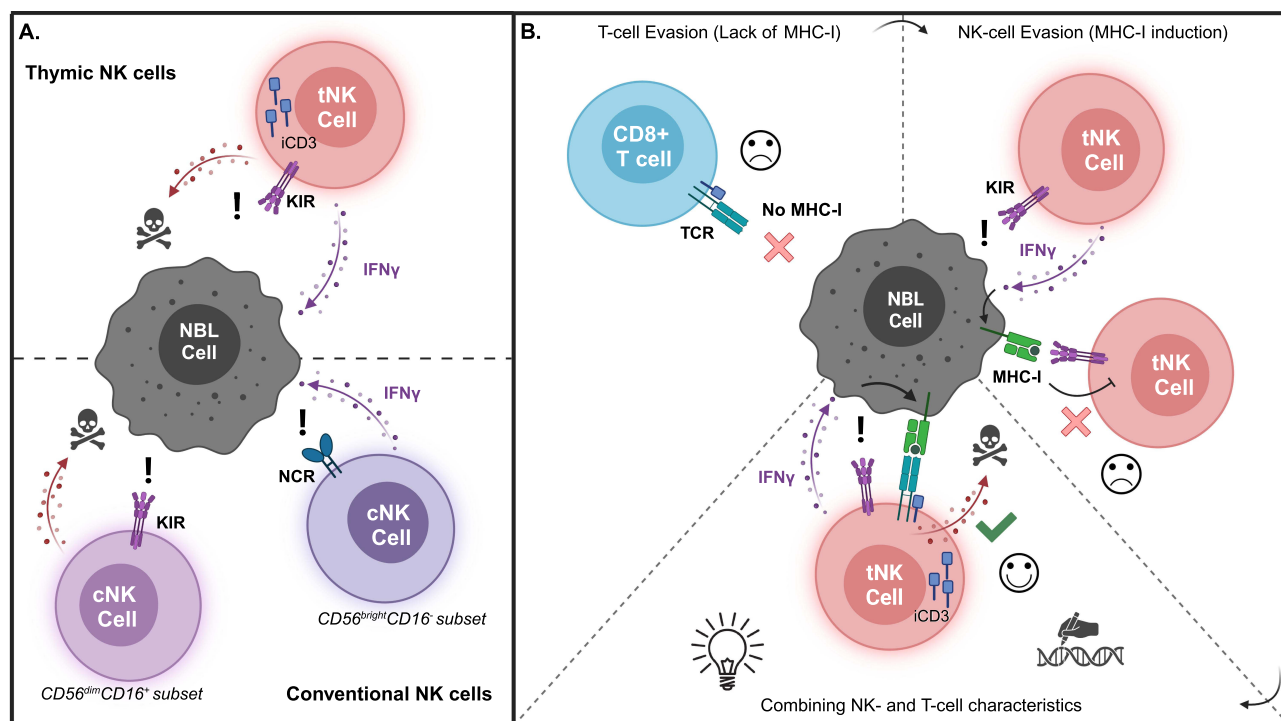 A.
Thymic NK cells
tNK
Cell
iCD3
KIR
!
IFNγ
NBL
Cell
IFNγ
!
!
NCR
KIR
cNK
Cell
cNK
Cell
CD56brightCD16- subset
CD56dimCD16+ subset
Conventional NK cells
B.
T-cell Evasion (Lack of MHC-I)
NK-cell Evasion (MHC-I induction)
CD8+
T cell
TCR
No MHC-I
tNK
Cell
KIR
!
IFNγ
NBL
Cell
MHC-I
tNK
Cell
!
IFNγ
tNK
Cell
iCD3
Combining NK- and T-cell characteristics